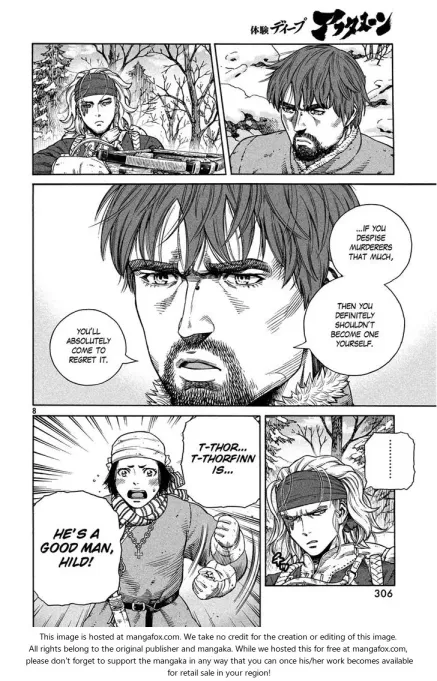 体験 ディープ アフタヌーン
...IF YOU
DESPISE
MURDERERS
THAT MUCH,
THEN YOU
DEFINITELY
SHOULDN'T
BECOME ONE
YOURSELF.
YOU'LL
ABSOLUTELY
COME TO
REGRET IT.
8
T-THOR...
T-THORFINN
IS...
HE'S A
GOOD MAN,
HILD!
.........
306
This image is hosted at mangafox.com. We take no credit for the creation or editing of this image.
All rights belong to the original publisher and mangaka. While we hosted this for free at mangafox.com,
please don't forget to support the mangaka in any way that you can once his/her work becomes available
for retail sale in your region!